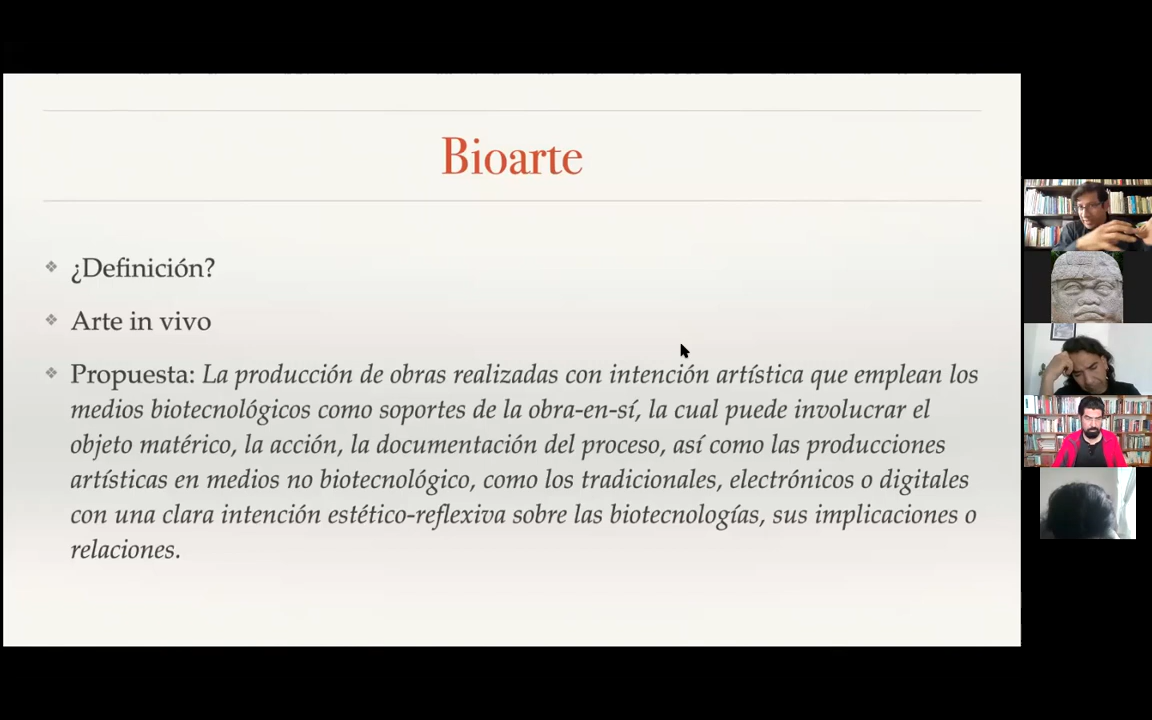 Bioarte
¿Definición?
Arte in vivo
Propuesta: La producción de obras realizadas con intención artística que emplean los
medios biotecnológicos como soportes de la obra-en-sí, la cual puede involucrar el
objeto matérico, la acción, la documentación del proceso, así como las producciones
artísticas en medios no biotecnológico, como los tradicionales, electrónicos o digitales
con una clara intención estético-reflexiva sobre las biotecnologías, sus implicaciones o
relaciones.